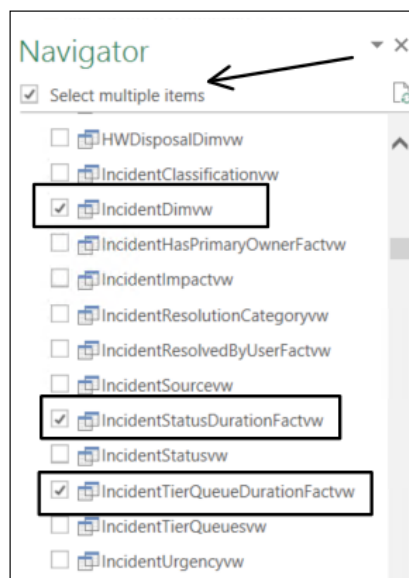 Navigator
Select multiple items
HWDisposalDimvw
IncidentClassificationvw
IncidentDimvw
IncidentHasPrimaryOwnerFactvw
IncidentImpactvw
IncidentResolutionCategoryvw
IncidentResolvedByUserFactvw
IncidentSourcevw
IncidentStatusDurationFactvw
IncidentStatusvw
IncidentTierQueueDurationFactvw
IncidentTierQueuesvw
IncidentUrgencyvw